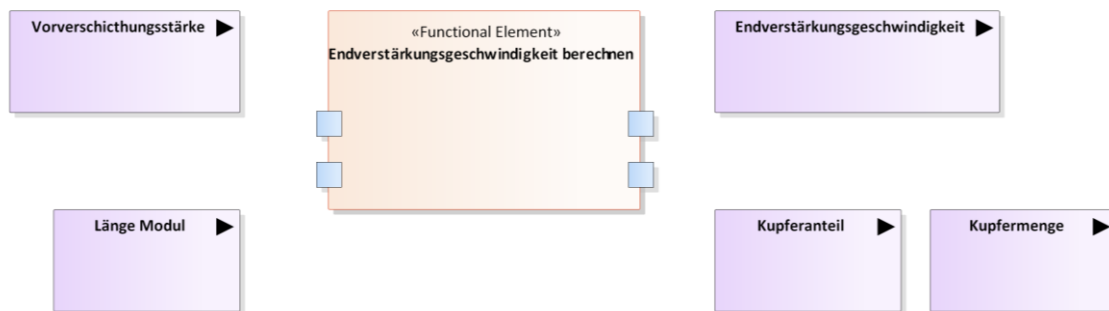 Vorverschicthungsstärke
«Functional Element»
Endverstärkungsgeschwindigkeit berechnen
Endverstärkungsgeschwindigkeit
Länge Modul
Kupferanteil
Kupfermenge